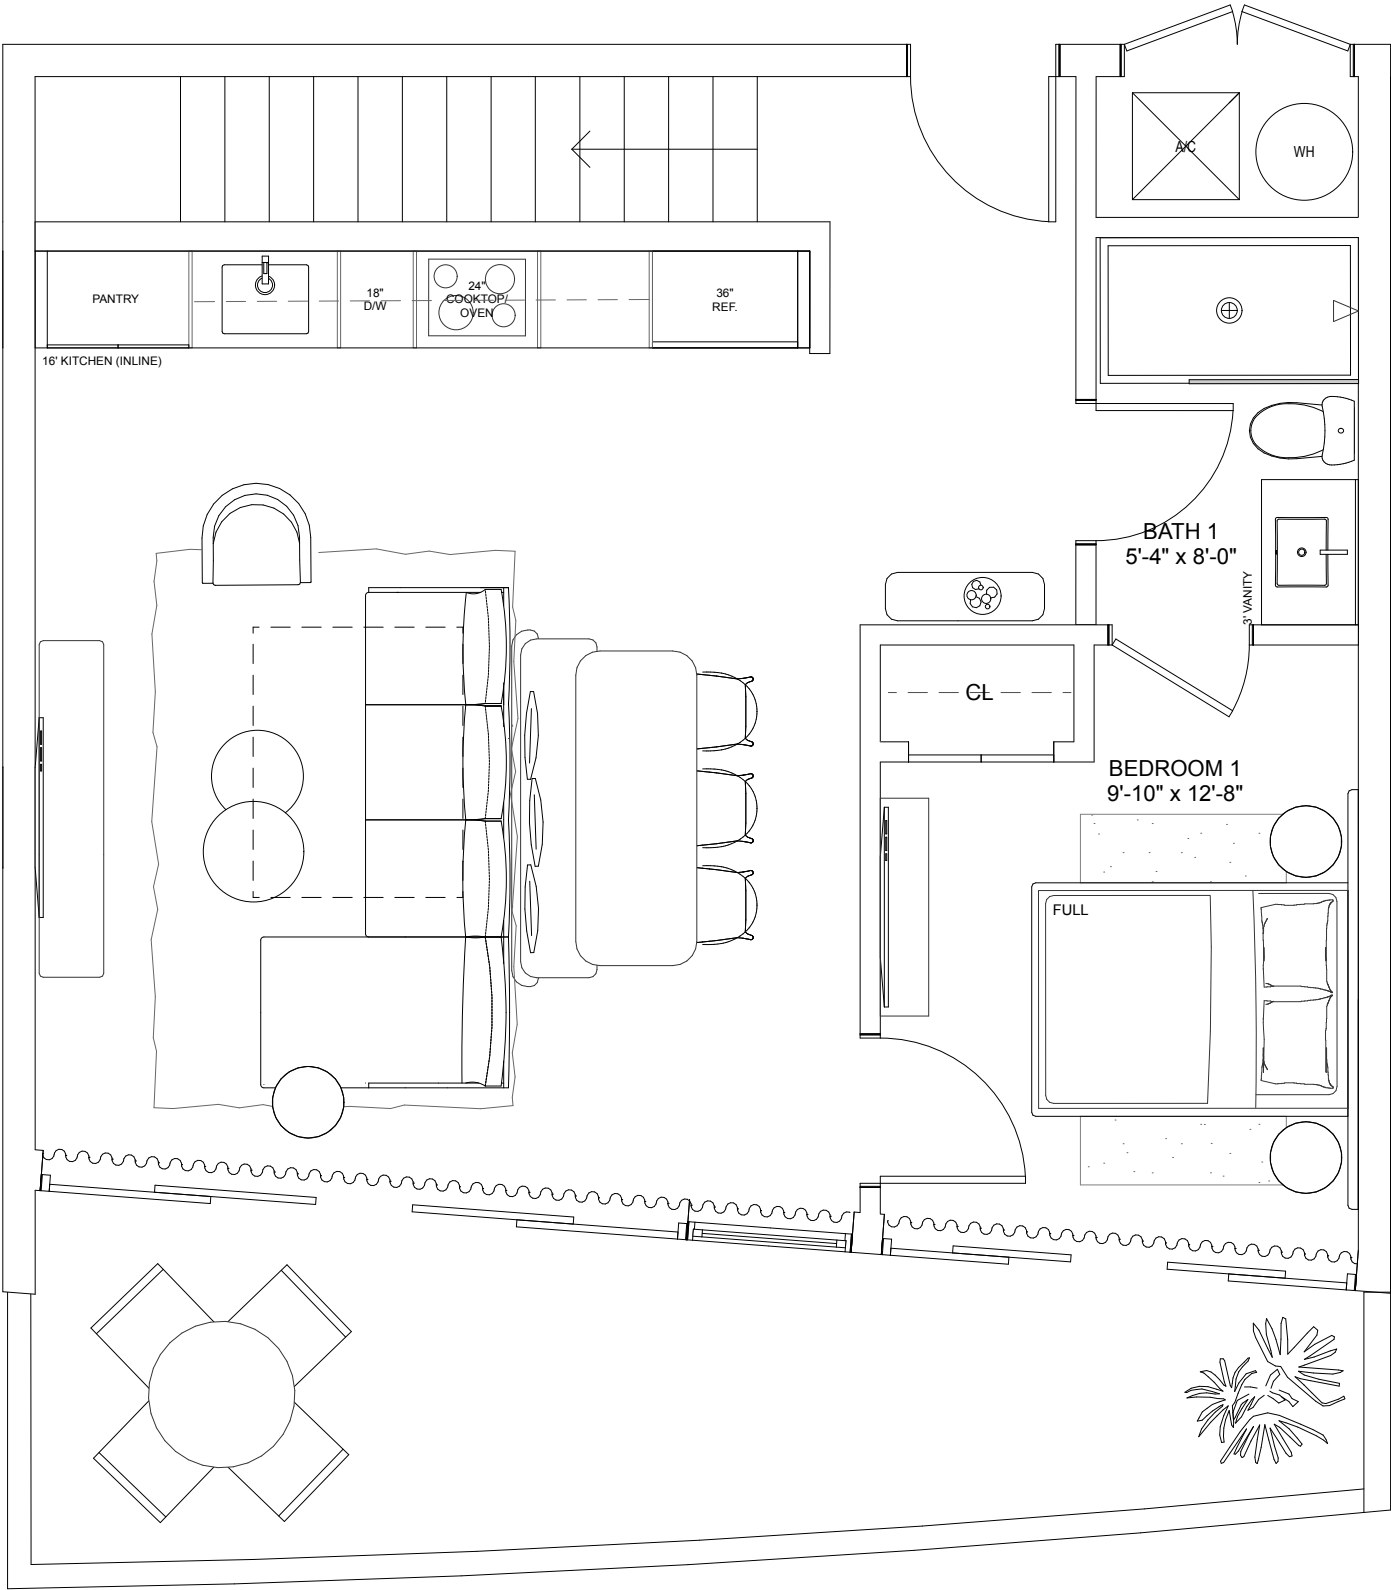 A/C
WH
PANTRY
18"
D/W
24"
COOKTOP/
OVEN
36"
REF.
16' KITCHEN (INLINE)
BATH 1
5'-4" x 8'-0"
3' VANITY
CL
BEDROOM 1
9'-10" x 12'-8"
FULL